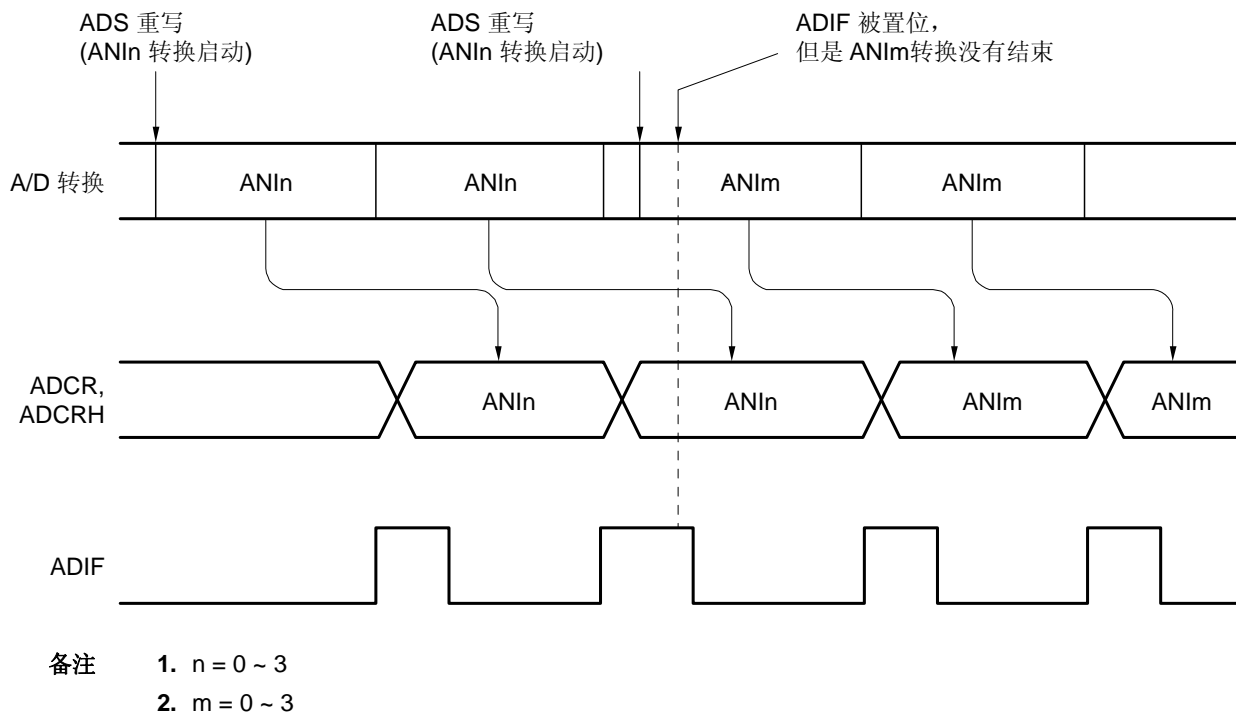 ADS 重写
(ANIn 转换启动)
ADS 重写
(ANIn 转换启动)
ADIF 被置位，
但是 ANIm转换没有结束
A/D 转换
ANIn
ANIn
ANIm
ANIm
ADCR,
ADCRH
ANIn
ANIn
ANIm
ANIm
ADIF
备注 1. n = 0 ~ 3
2. m = 0 ~ 3